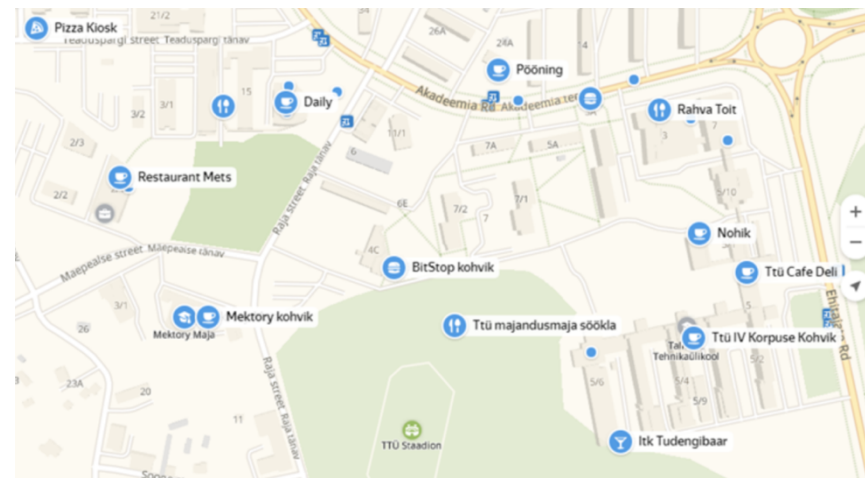 21/2
Pizza Kiosk
Teaduspargi street Teaduspargi tänav
26A
24A
14
Pööning
3/1
15
Daily
Akadeemia Rd Akadeemia tee
Rahva Toit
3/2
11/1
3
7
2/3
6
7A
5A
Restaurant Mets
2/2
6E
5/10
7/2
7/1
7
Raja street Raja tänav
Nohik
Mäepealse street Mäepealse tänav
4C
BitStop kohvik
Ttü Cafe Deli
3/1
Mektory kohvik
5
Ehitajate Rd
26
Mektory Maja
Ttü majandusmaja söökla
Ttü IV Korpuse Kohvik
Tehnikaülikool
5/2
23A
20
5/6
5/4
5/9
Raja street Raja tänav
11
TTÜ Staadion
Itk Tudengibaar